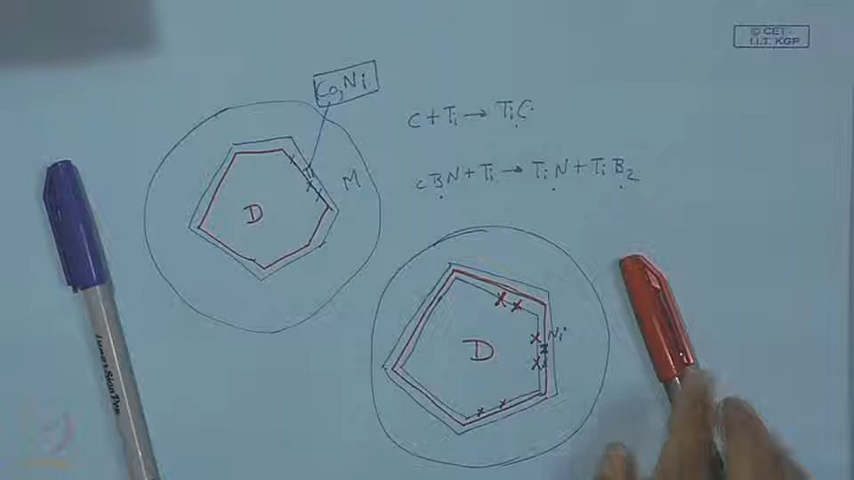 © CET
I.I.T. KGP
Co, Ni
C + Ti → TiC
M
cBN + Ti → TiN + TiB2
D
Ni
D